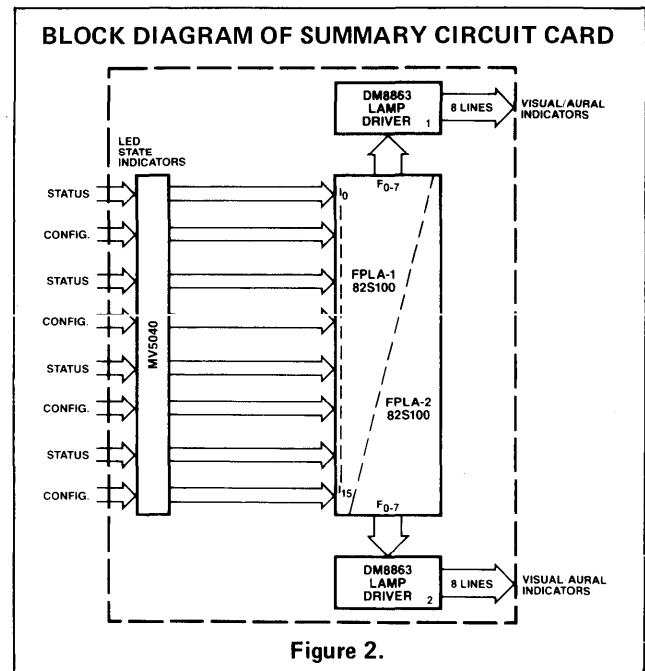 BLOCK DIAGRAM OF SUMMARY CIRCUIT CARD
DM8863
LAMP
DRIVER
1
8 LINES
VISUAL/AURAL
INDICATORS
LED
STATE
INDICATORS
STATUS
CONFIG.
STATUS
CONFIG.
STATUS
CONFIG.
STATUS
CONFIG.
MV5040
I0
F0-7
FPLA-1
82S100
FPLA-2
82S100
I15
F0-7
DM8863
LAMP
DRIVER
2
8 LINES
VISUAL/AURAL
INDICATORS
Figure 2.